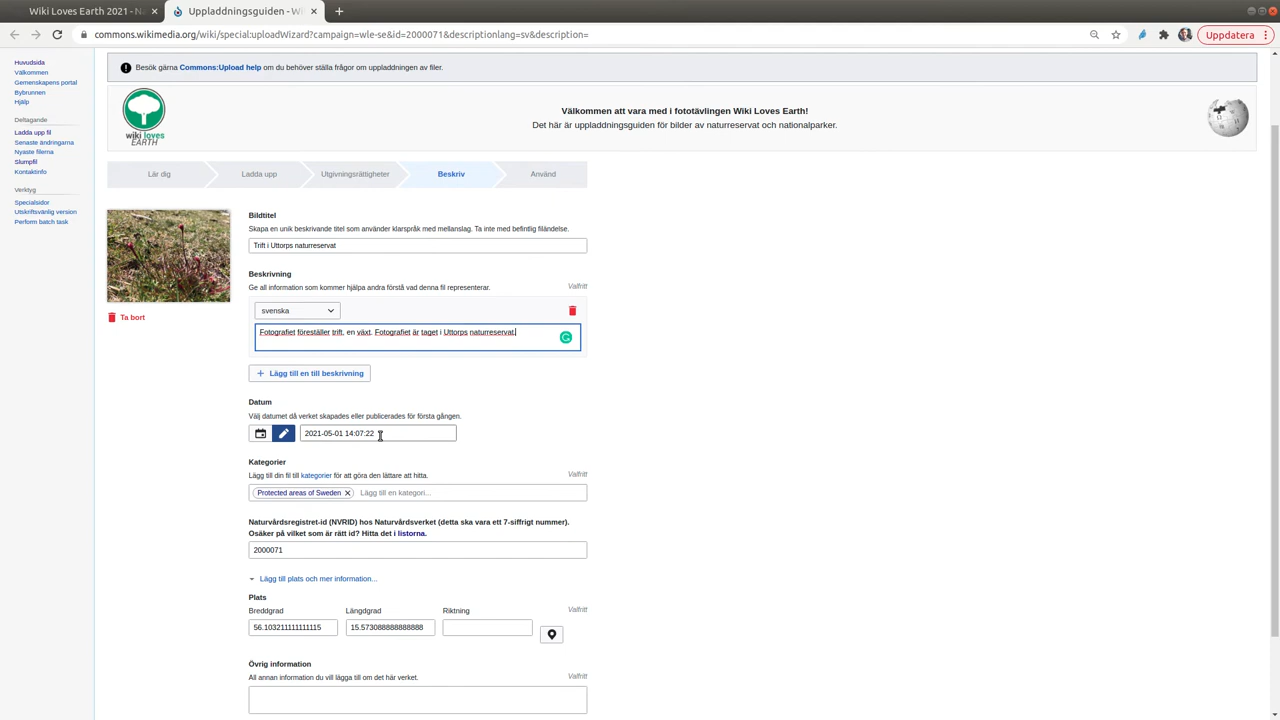 Wiki Loves Earth 2021 - N
Uppladdningsguiden - Wi
Uppdatera
commons.wikimedia.org/wiki/special:uploadWizard?campaign=wle-se&id=2000071&descriptionlang=sv&description=
Huvudsida
Välkommen
Gemenskapens portal
Bybrunnen
Hjälp
Deltagande
Ladda upp fil
Senaste ändringarna
Nyaste filerna
Slumpfil
Kontaktinfo
Verktyg
Specialsidor
Utskriftsvänlig version
Perform batch task
Besök gärna Commons:Upload help om du behöver ställa frågor om uppladdningen av filer.
wiki loves
EARTH
Välkommen att vara med i fototävlingen Wiki Loves Earth!
Det här är uppladdningsguiden för bilder av naturreservat och nationalparker.
Lär dig
Ladda upp
Utgivningsrättigheter
Beskriv
Använd
Ta bort
Bildtitel
Skapa en unik beskrivande titel som använder klarspråk med mellanslag. Ta inte med befintlig filändelse.
Trift i Uttorps naturreservat
Beskrivning
Valfritt
Ge all information som kommer hjälpa andra förstå vad denna fil representerar.
svenska
Fotografiet föreställer trift, en växt. Fotografiet är taget i Uttorps naturreservat.
Lägg till en till beskrivning
Datum
Välj datumet då verket skapades eller publicerades för första gången.
2021-05-01 14:07:22
Kategorier
Lägg till din fil till kategorier för att göra den lättare att hitta.
Valfritt
Protected areas of Sweden
Lägg till en kategori...
Naturvårdsregistret-id (NVRID) hos Naturvårdsverket (detta ska vara ett 7-siffrigt nummer).
Osäker på vilket som är rätt id? Hitta det i listorna.
2000071
Lägg till plats och mer information...
Plats
Valfritt
Breddgrad
Längdgrad
Riktning
56.103211111111115
15.573088888888888
Övrig information
All annan information du vill lägga till om det här verket.
Valfritt